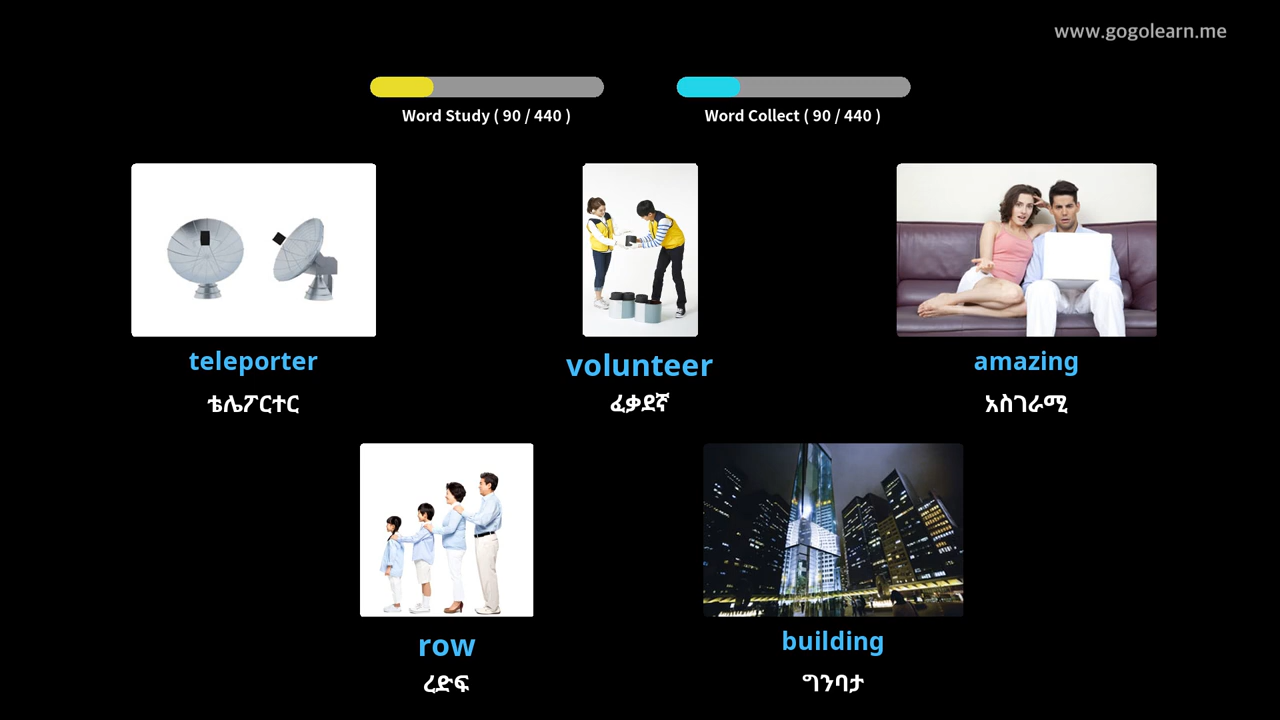 www.gogolearn.me
Word Study ( 90 / 440 )
Word Collect ( 90 / 440 )
teleporter
ቴሌፖርተር
volunteer
ፈቃደኛ
amazing
አስገራሚ
row
ረድፍ
building
ግንባታ